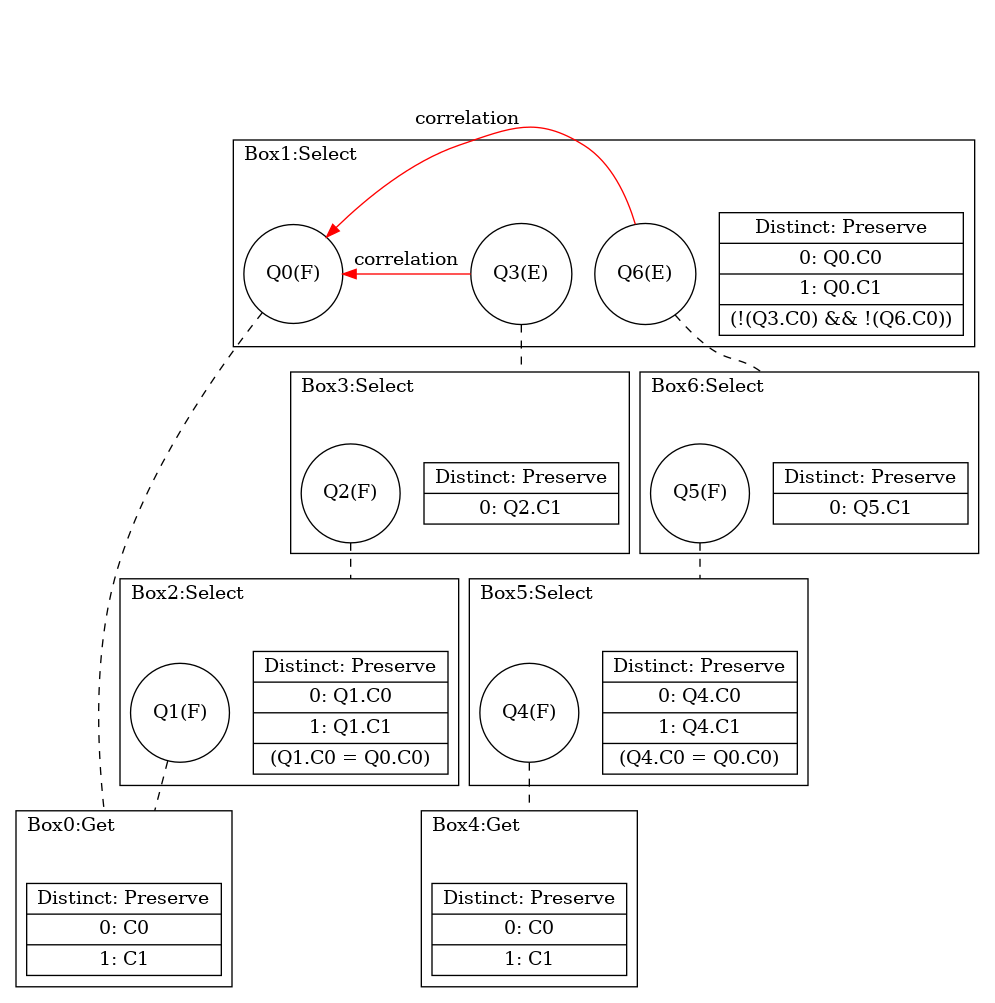 correlation
Box1:Select
Q0(F)
correlation
Q3(E)
Q6(E)
Distinct: Preserve
0: Q0.C0
1: Q0.C1
(!(Q3.C0) && !(Q6.C0))
Box3:Select
Q2(F)
Distinct: Preserve
0: Q2.C1
Box6:Select
Q5(F)
Distinct: Preserve
0: Q5.C1
Box2:Select
Q1(F)
Distinct: Preserve
0: Q1.C0
1: Q1.C1
(Q1.C0 = Q0.C0)
Box5:Select
Q4(F)
Distinct: Preserve
0: Q4.C0
1: Q4.C1
(Q4.C0 = Q0.C0)
Box0:Get
Distinct: Preserve
0: C0
1: C1
Box4:Get
Distinct: Preserve
0: C0
1: C1